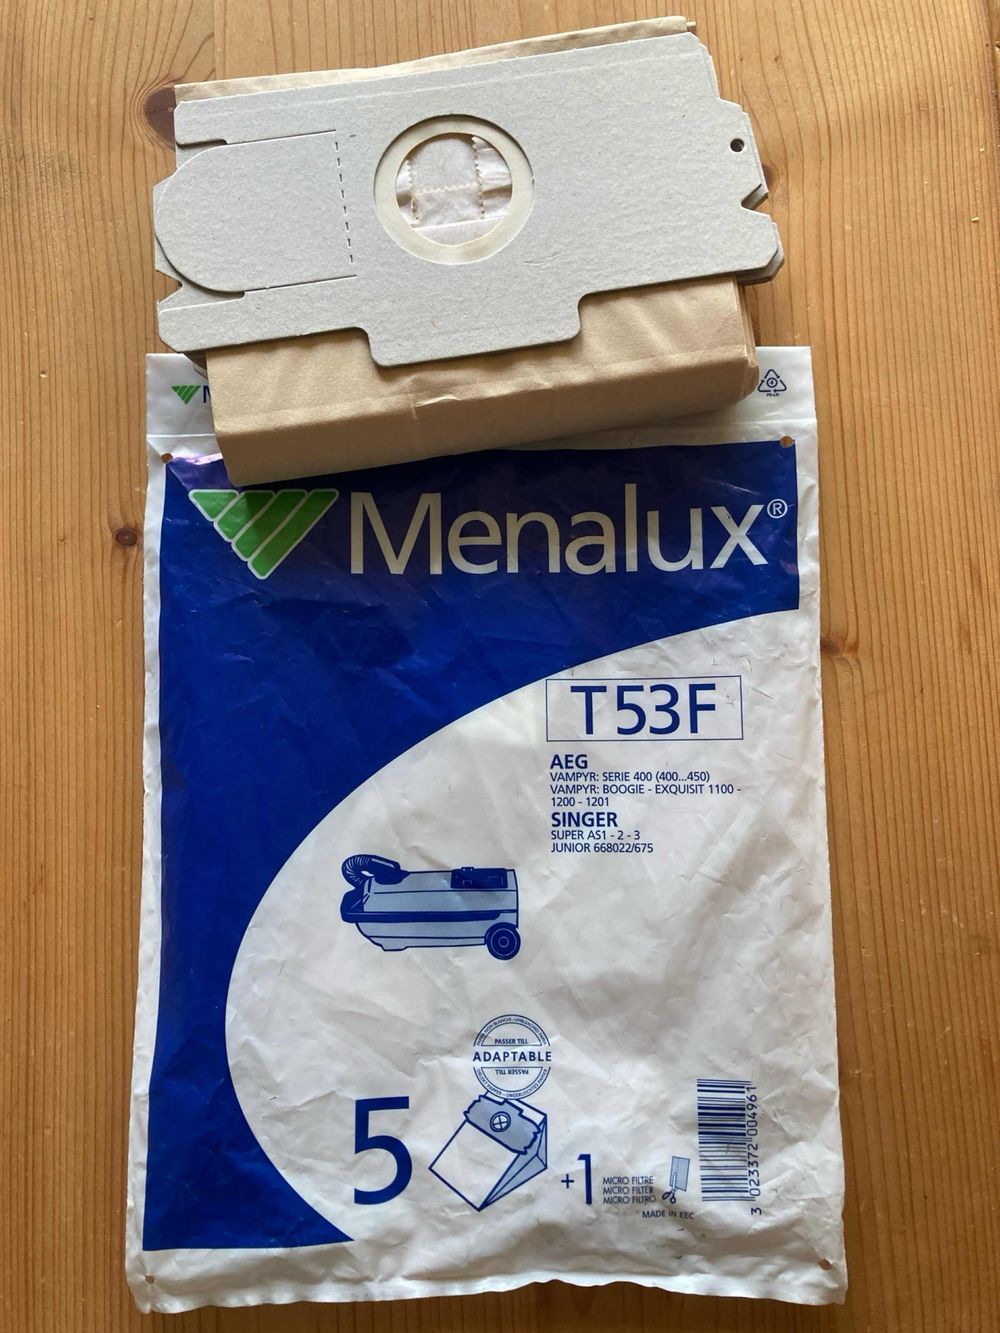 Menalux®
T53F
AEG
VAMPYR: SERIE 400 (400...450)
VAMPYR: BOOGIE - EXQUISIT 1100 -
1200 - 1201
SINGER
SUPER AS1 - 2 - 3
JUNIOR 668022/675
PASSER TILL
ADAPTABLE
PASSER TILL
5
+1
MICRO FILTRE
MICRO FILTER
MICRO FILTRO
MADE IN EEC
3 023372 004961